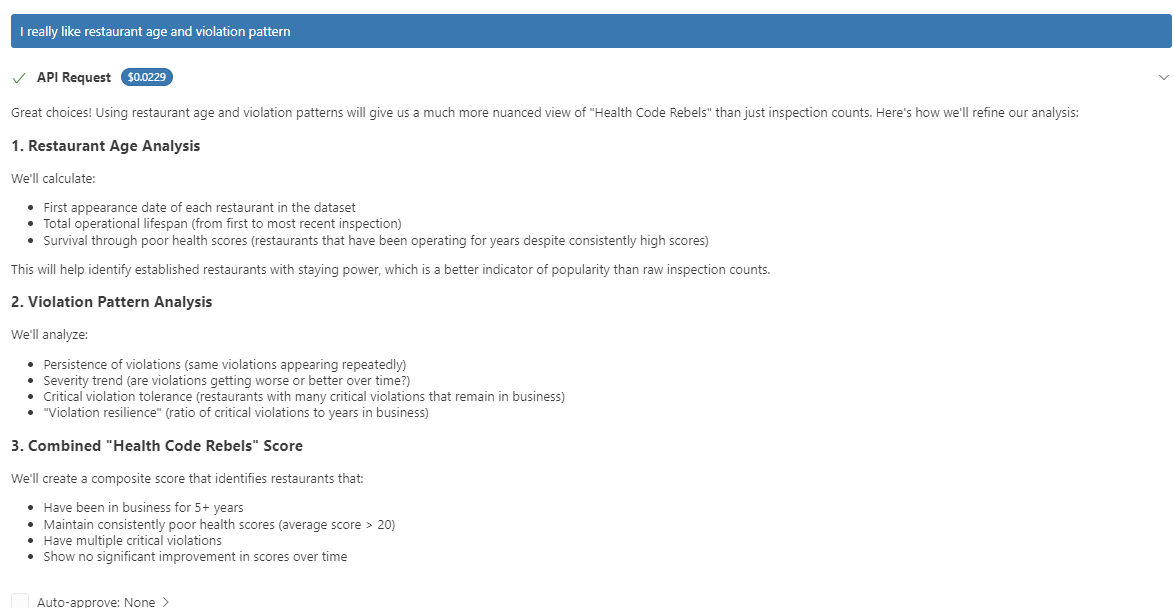 I really like restaurant age and violation pattern
API Request $0.0229
Great choices! Using restaurant age and violation patterns will give us a much more nuanced view of "Health Code Rebels" than just inspection counts. Here's how we'll refine our analysis:
1. Restaurant Age Analysis
We'll calculate:
• First appearance date of each restaurant in the dataset
• Total operational lifespan (from first to most recent inspection)
• Survival through poor health scores (restaurants that have been operating for years despite consistently high scores)
This will help identify established restaurants with staying power, which is a better indicator of popularity than raw inspection counts.
2. Violation Pattern Analysis
We'll analyze:
• Persistence of violations (same violations appearing repeatedly)
• Severity trend (are violations getting worse or better over time?)
• Critical violation tolerance (restaurants with many critical violations that remain in business)
• "Violation resilience" (ratio of critical violations to years in business)
3. Combined "Health Code Rebels" Score
We'll create a composite score that identifies restaurants that:
• Have been in business for 5+ years
• Maintain consistently poor health scores (average score > 20)
• Have multiple critical violations
• Show no significant improvement in scores over time
Auto-approve: None